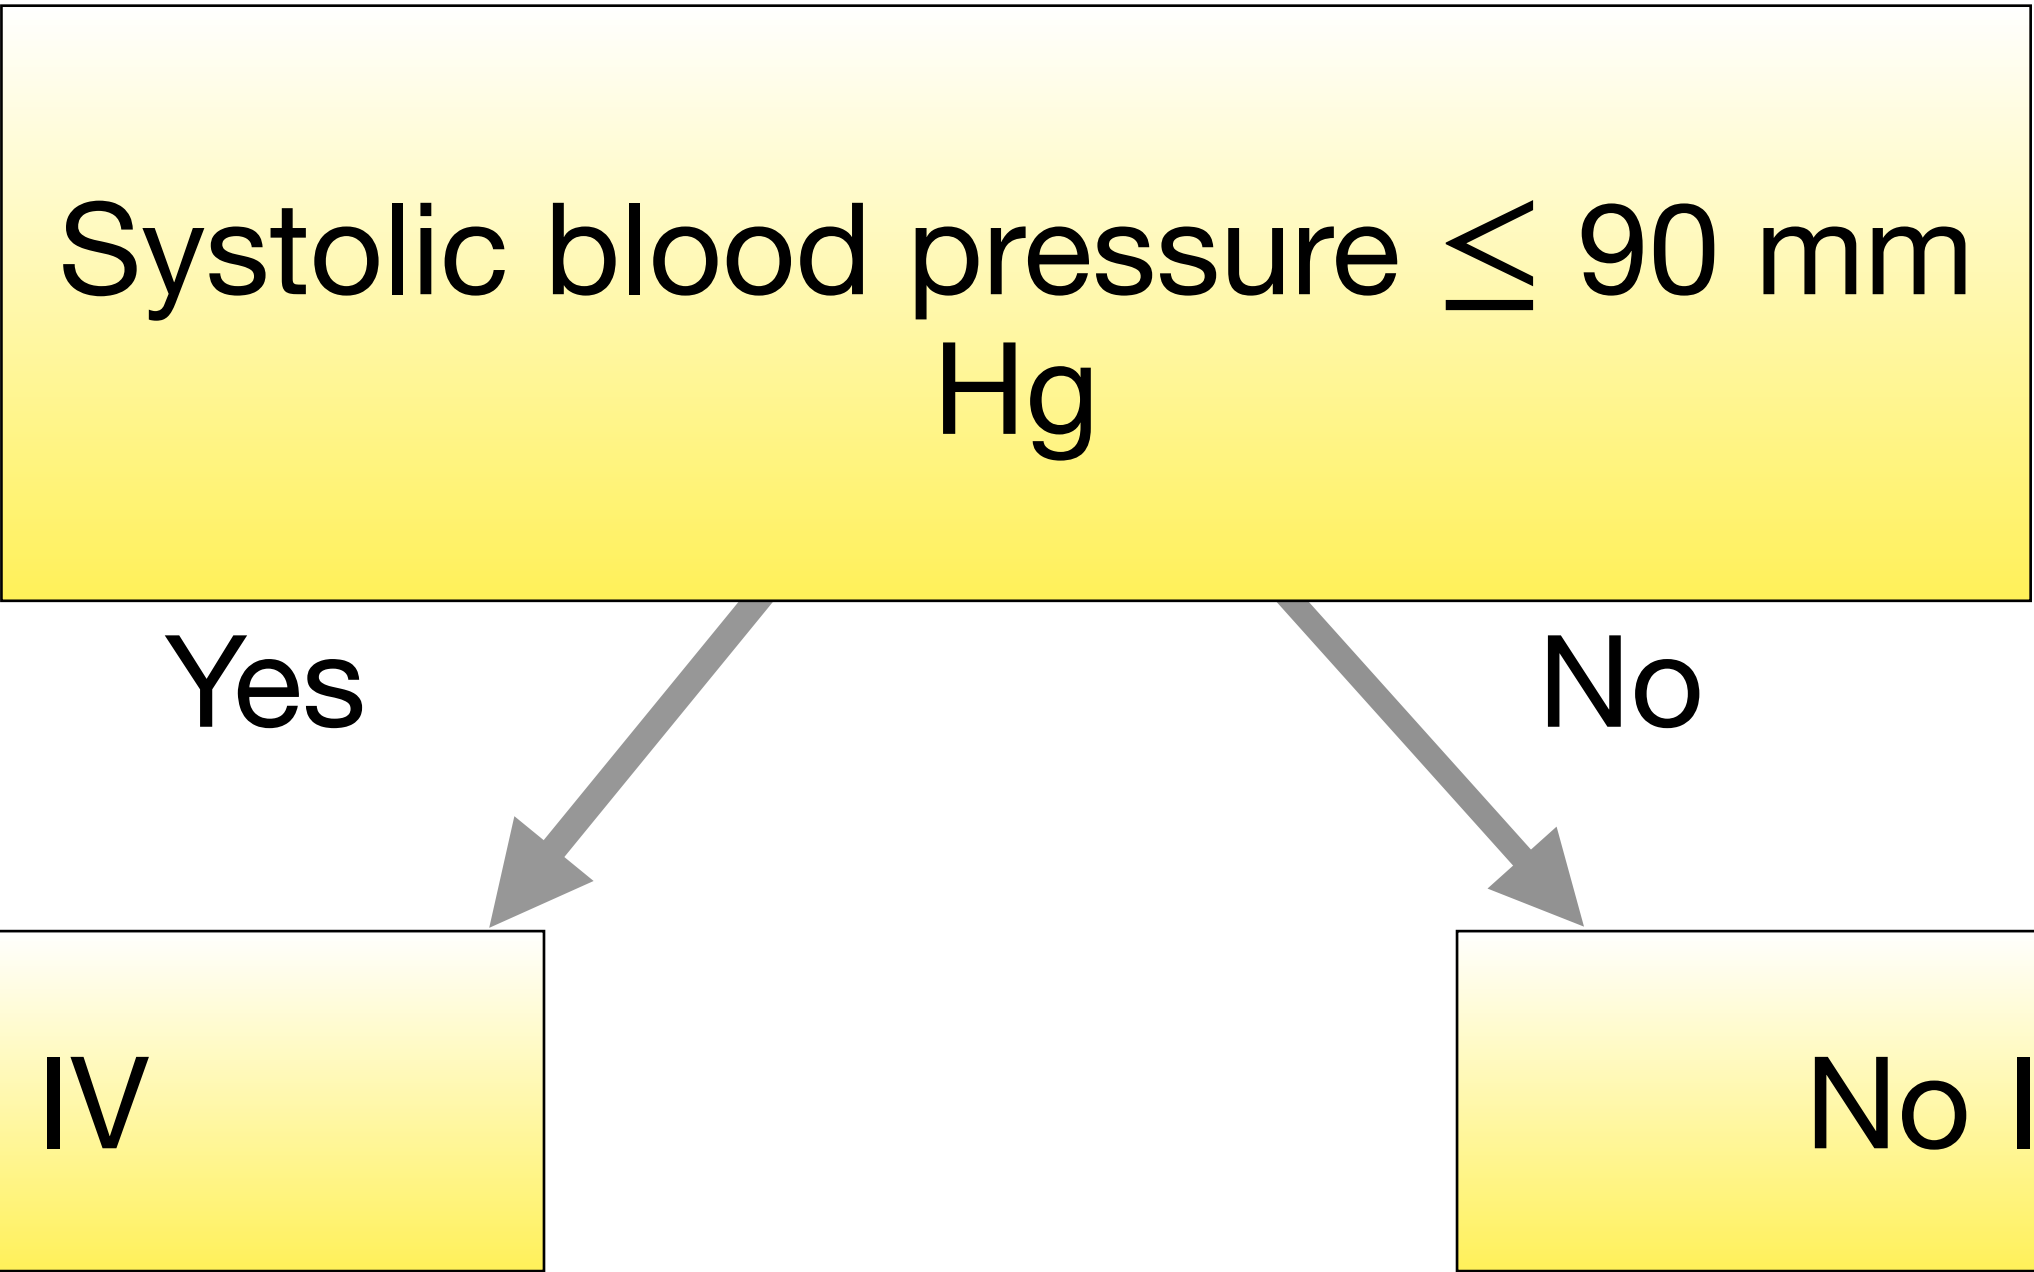 Systolic blood pressure ≤ 90 mm
Hg
Yes
No
IV
No